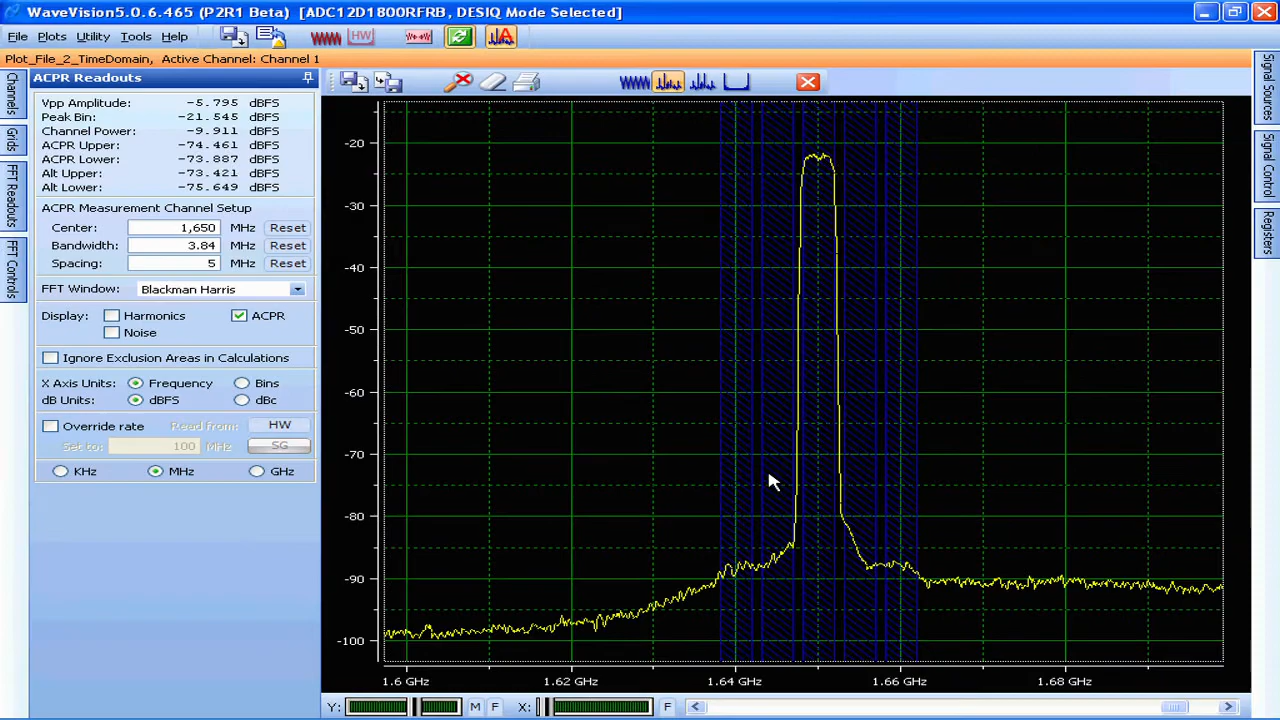 WaveVision5.0.6.465 (P2R1 Beta) [ADC12D1800RFRB, DESIQ Mode Selected]
File Plots Utility Tools Help HW
Plot_File_2_TimeDomain, Active Channel: Channel 1
Channels
Grids
FFT Readouts
FFT Controls
ACPR Readouts
Vpp Amplitude: -5.795 dBFS
Peak Bin: -21.545 dBFS
Channel Power: -9.911 dBFS
ACPR Upper: -74.461 dBFS
ACPR Lower: -73.887 dBFS
Alt Upper: -73.421 dBFS
Alt Lower: -75.649 dBFS
ACPR Measurement Channel Setup
Center: 1,650 MHz Reset
Bandwidth: 3.84 MHz Reset
Spacing: 5 MHz Reset
FFT Window: Blackman Harris
Display: Harmonics ACPR
Noise
Ignore Exclusion Areas in Calculations
X Axis Units: Frequency Bins
dB Units: dBFS dBc
Override rate Read from: HW
Set to: 100 MHz SG
KHz MHz GHz
-20
-30
-40
-50
-60
-70
-80
-90
-100
1.6 GHz 1.62 GHz 1.64 GHz 1.66 GHz 1.68 GHz
Y: M F X: F
Signal Sources
Signal Control
Registers